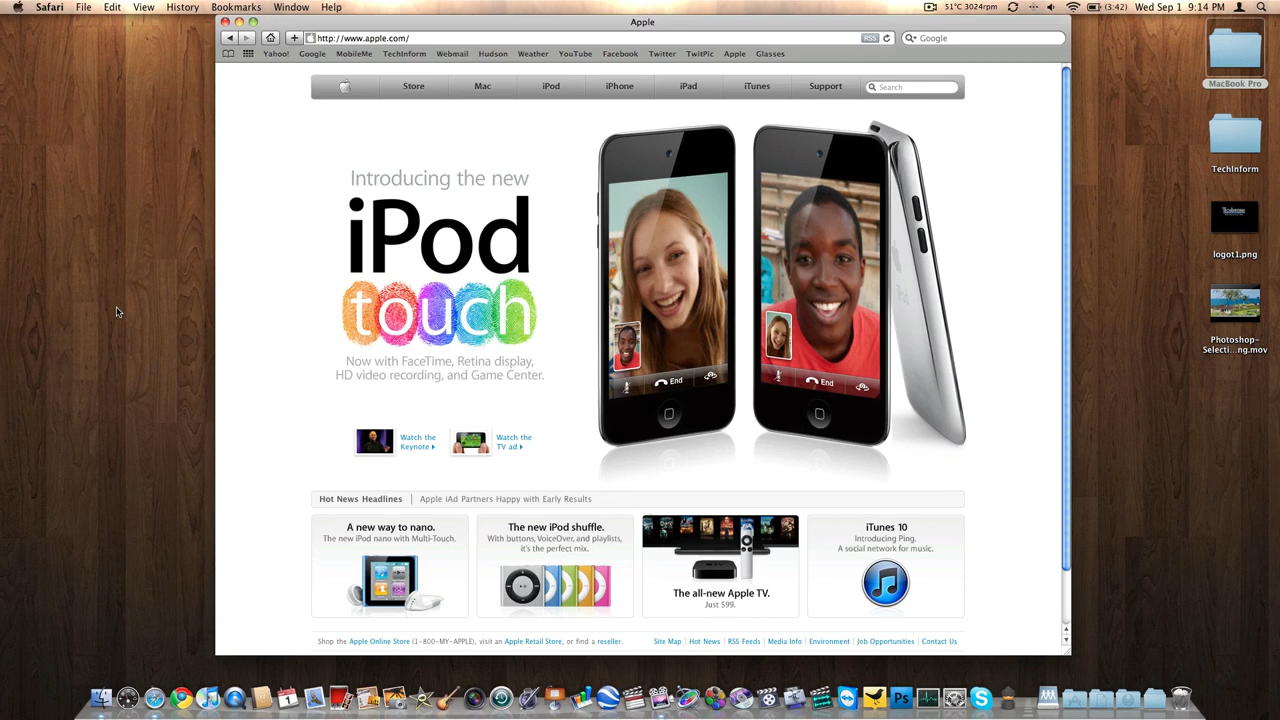 Safari File Edit View History Bookmarks Window Help
51°C 3024rpm (3:42) Wed Sep 1 9:14 PM
Apple
http://www.apple.com/ RSS Google
Yahoo! Google MobileMe TechInform Webmail Hudson Weather YouTube Facebook Twitter TwitPic Apple Glasses
Store Mac iPod iPhone iPad iTunes Support Search
Introducing the new
iPod
touch
Now with FaceTime, Retina display,
HD video recording, and Game Center.
End
End
iPod
Watch the
Keynote
Watch the
TV ad
Hot News Headlines Apple iAd Partners Happy with Early Results
A new way to nano.
The new iPod nano with Multi-Touch.
The new iPod shuffle.
With buttons, VoiceOver, and playlists,
it's the perfect mix.
The all-new Apple TV.
Just $99.
iTunes 10
Introducing Ping.
A social network for music.
Shop the Apple Online Store (1-800-MY-APPLE), visit an Apple Retail Store, or find a reseller.
Site Map Hot News RSS Feeds Media Info Environment Job Opportunities Contact Us
MacBook Pro
TechInform
logot1.png
Photoshop-
Selecti...ng.mov
1
Ps